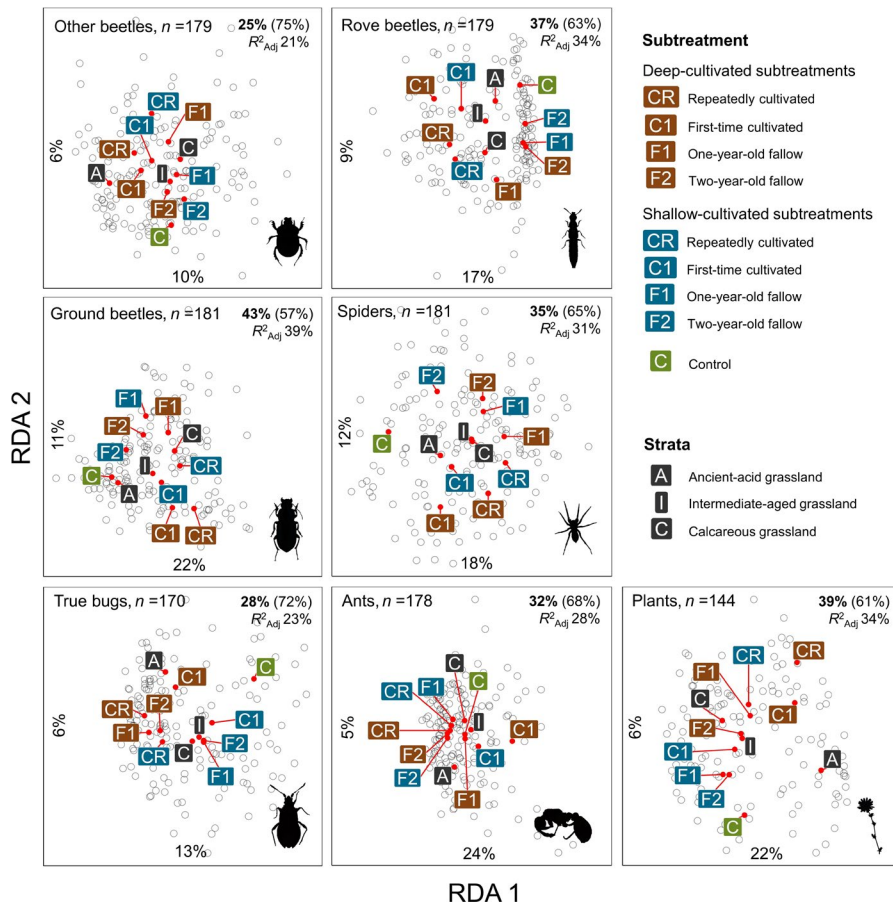 Other beetles, n =179
25% (75%)
R²Adj 21%
CR
F1
C1
C
CR
A
I
F1
C1
F2
F2
C
6%
10%
Rove beetles, n =179
37% (63%)
R²Adj 34%
C1
A
C1
C
I
F2
CR
C
F1
CR
F2
F1
9%
17%
Ground beetles, n =181
43% (57%)
R²Adj 39%
F1
F1
F2
C
F2
I
CR
C
A
C1
C1
CR
11%
22%
Spiders, n =181
35% (65%)
R²Adj 31%
F2
F2
F1
I
F1
C
A
C
C1
CR
CR
C1
12%
18%
True bugs, n =170
28% (72%)
R²Adj 23%
A
C
C1
F2
CR
I
C1
F1
F2
CR
C
F1
6%
13%
Ants, n =178
32% (68%)
R²Adj 28%
C
C
CR
F1
I
CR
C1
F2
C1
F2
A
F1
5%
24%
Plants, n =144
39% (61%)
R²Adj 34%
CR
CR
F1
C
C1
F2
I
C1
A
F1
F2
C
6%
22%
RDA 2
RDA 1
Subtreatment
Deep-cultivated subtreatments
CR Repeatedly cultivated
C1 First-time cultivated
F1 One-year-old fallow
F2 Two-year-old fallow
Shallow-cultivated subtreatments
CR Repeatedly cultivated
C1 First-time cultivated
F1 One-year-old fallow
F2 Two-year-old fallow
C Control
Strata
A Ancient-acid grassland
I Intermediate-aged grassland
C Calcareous grassland